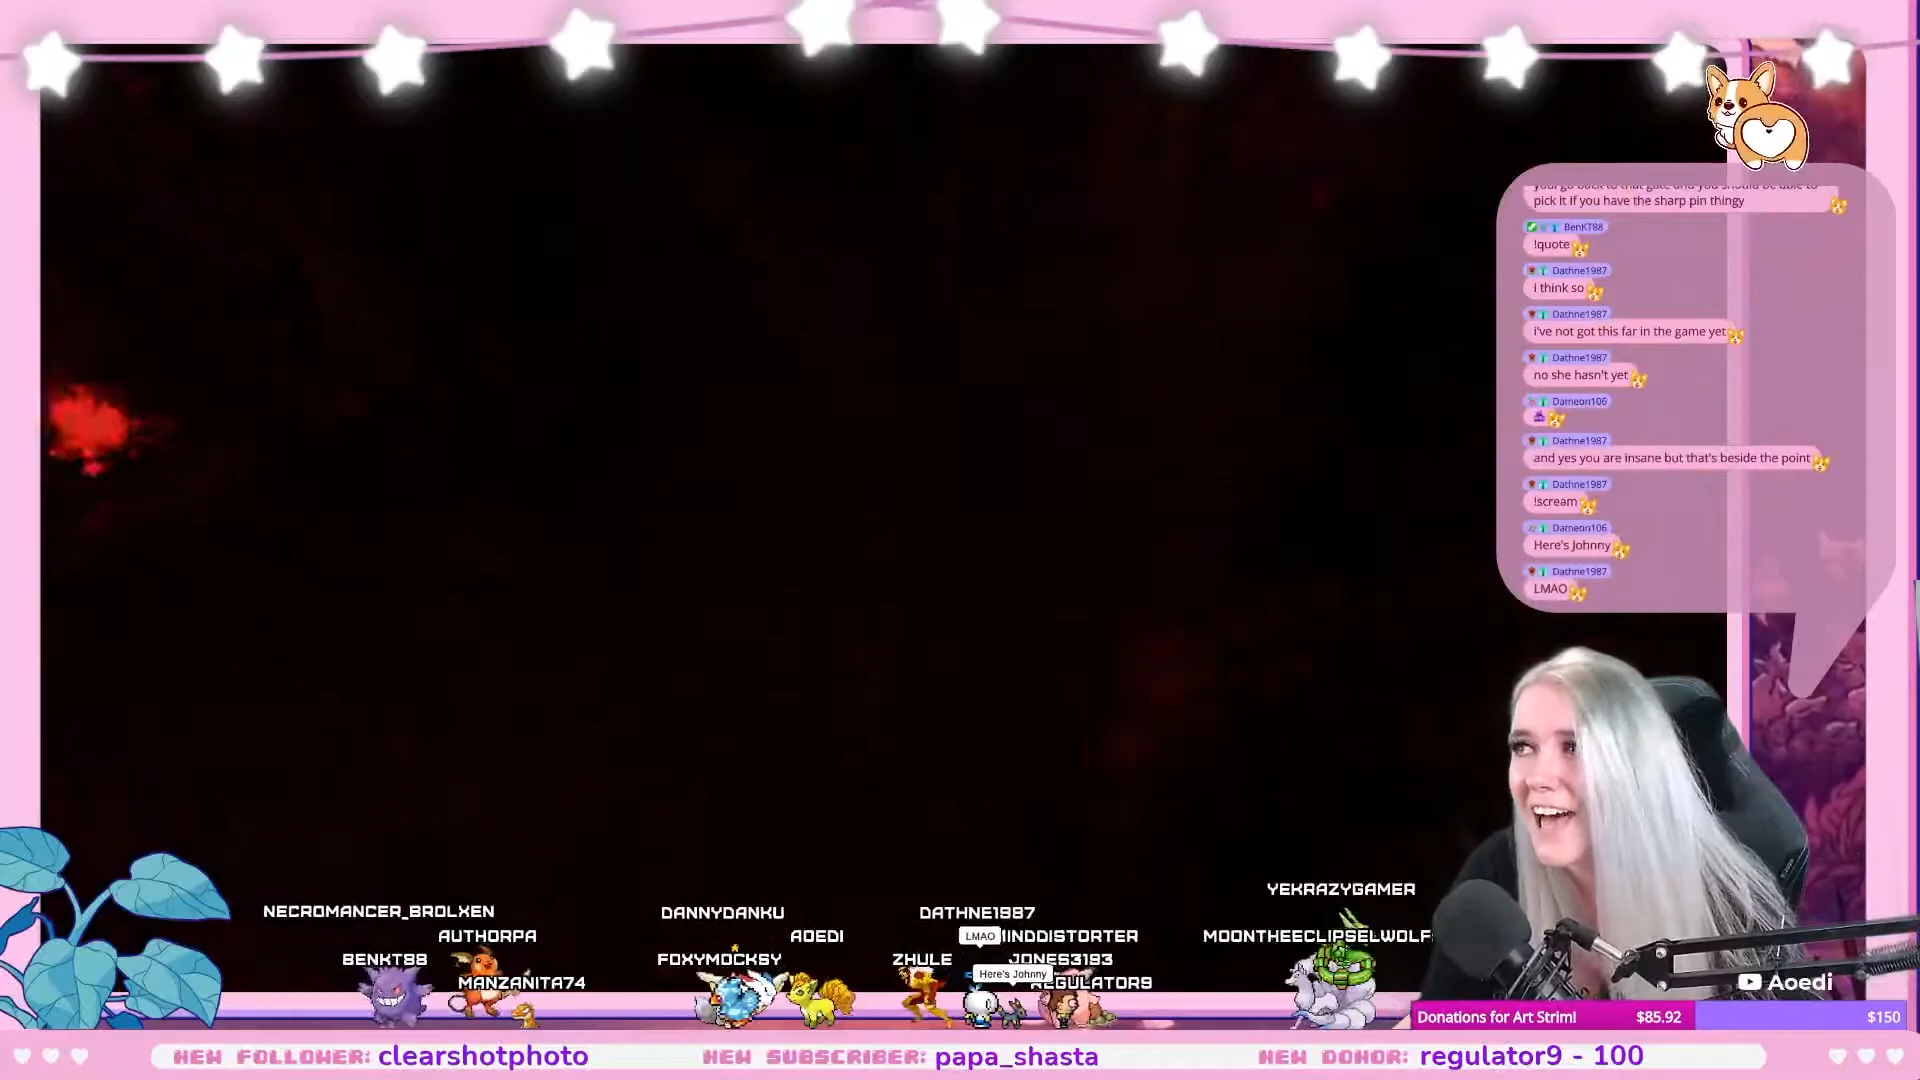 pick it if you have the sharp pin thingy
BenKT88
!quote
Dathne1987
i think so
Dathne1987
i've not got this far in the game yet
Dathne1987
no she hasn't yet
Dameon106
Dathne1987
and yes you are insane but that's beside the point
Dathne1987
!scream
Dameon106
Here's Johnny
Dathne1987
LMAO
YEKRAZYGAMER
NECROMANCER_BROLXEN
DANNYDANKU
DATHNE1987
AUTHORPA
AOEDI
LMAO
MOONTHEECLIPSELWOLF
BENKT88
FOXYMOCKSY
ZHULE
JONES3193
Here's Johnny
MANZANITA74
Aoedi
Donations for Art Strim! $85.92 $150
NEW FOLLOWER: clearshotphoto
NEW SUBSCRIBER: papa_shasta
NEW DONOR: regulator9 - 100